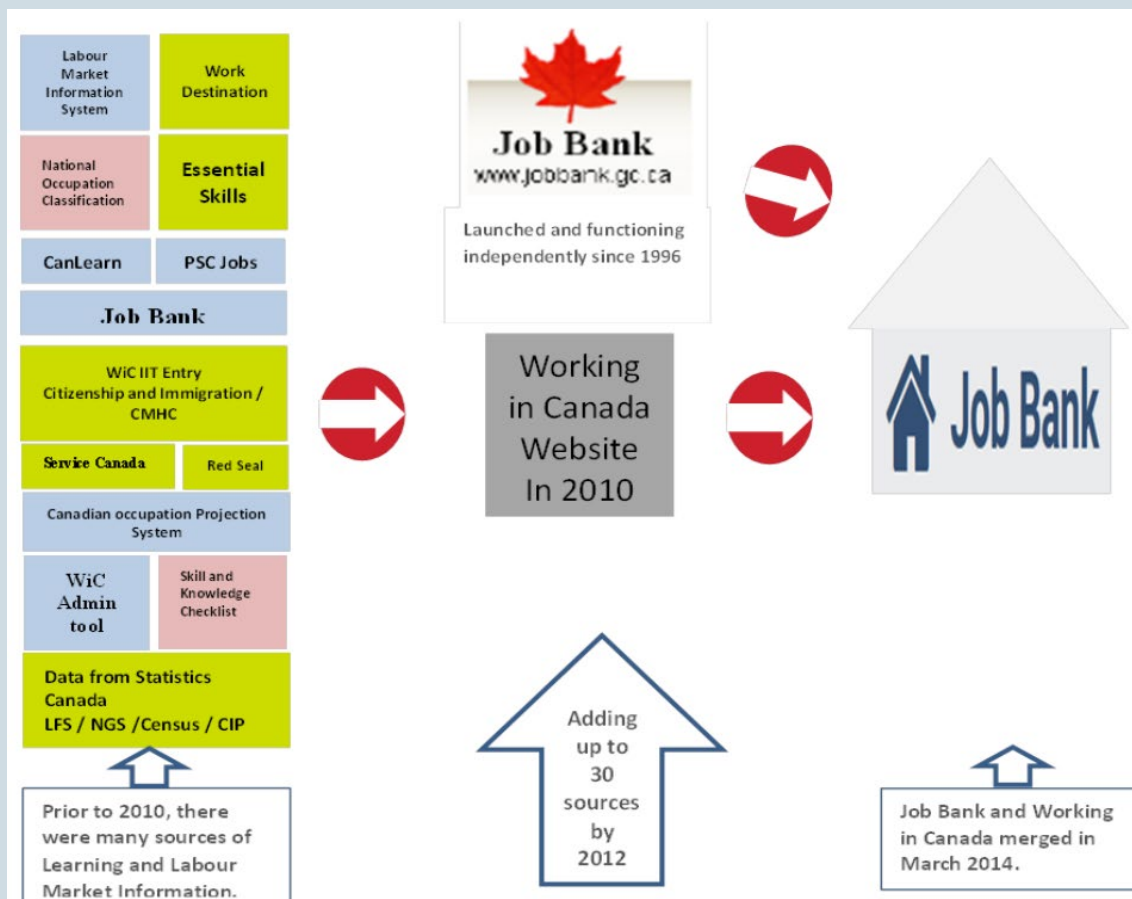 Labour
Market
Information
System
Work
Destination
National
Occupation
Classification
Essential
Skills
CanLearn
PSC Jobs
Job Bank
WiC IIT Entry
Citizenship and Immigration /
CMHC
Service Canada
Red Seal
Canadian occupation Projection
System
WiC
Admin
tool
Skill and
Knowledge
Checklist
Data from Statistics
Canada
LFS / NGS /Census / CIP
Prior to 2010, there
were many sources of
Learning and Labour
Market Information.
Job Bank
www.jobbank.gc.ca
Launched and functioning
independently since 1996
Working
in Canada
Website
In 2010
Adding
up to
30
sources
by
2012
Job Bank
Job Bank and Working
in Canada merged in
March 2014.